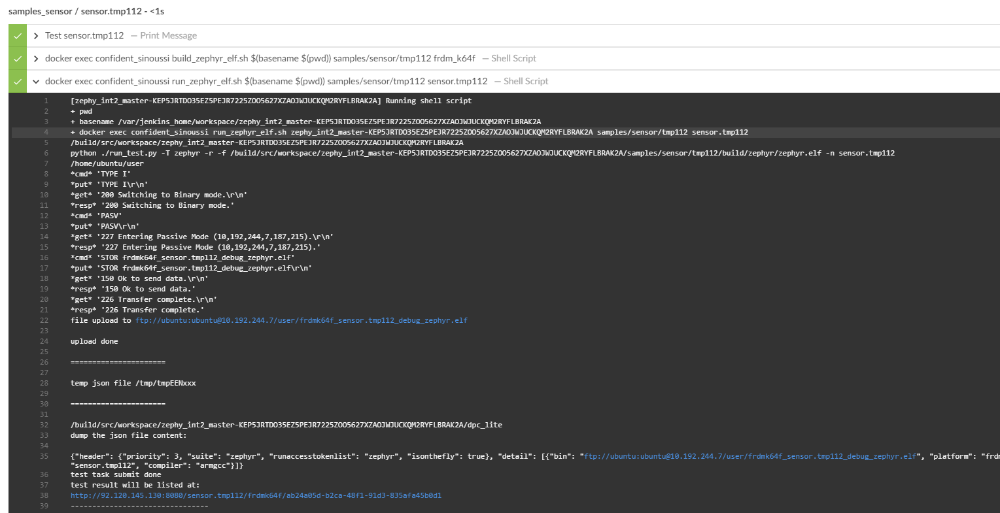 samples_sensor / sensor.tmp112 - <1s
Test sensor.tmp112 — Print Message
docker exec confident_sinoussi build_zephyr_elf.sh $(basename $(pwd)) samples/sensor/tmp112 frdm_k64f — Shell Script
docker exec confident_sinoussi run_zephyr_elf.sh $(basename $(pwd)) samples/sensor/tmp112 sensor.tmp112 — Shell Script
1 [zephy_int2_master-KEP5JRTDO35EZ5PEJR7225ZOO5627XZAOJWJUCKQM2RYFLBRAK2A] Running shell script
2 + pwd
3 + basename /var/jenkins_home/workspace/zephy_int2_master-KEP5JRTDO35EZ5PEJR7225ZOO5627XZAOJWJUCKQM2RYFLBRAK2A
4 + docker exec confident_sinoussi run_zephyr_elf.sh zephy_int2_master-KEP5JRTDO35EZ5PEJR7225ZOO5627XZAOJWJUCKQM2RYFLBRAK2A samples/sensor/tmp112 sensor.tmp112
5 /build/src/workspace/zephy_int2_master-KEP5JRTDO35EZ5PEJR7225ZOO5627XZAOJWJUCKQM2RYFLBRAK2A
6 python ./run_test.py -T zephyr -r -f /build/src/workspace/zephy_int2_master-KEP5JRTDO35EZ5PEJR7225ZOO5627XZAOJWJUCKQM2RYFLBRAK2A/samples/sensor/tmp112/build/zephyr/zephyr.elf -n sensor.tmp112
7 /home/ubuntu/user
8 *cmd* 'TYPE I'
9 *put* 'TYPE I\r\n'
10 *get* '200 Switching to Binary mode.\r\n'
11 *resp* '200 Switching to Binary mode.'
12 *cmd* 'PASV'
13 *put* 'PASV\r\n'
14 *get* '227 Entering Passive Mode (10,192,244,7,187,215).\r\n'
15 *resp* '227 Entering Passive Mode (10,192,244,7,187,215).'
16 *cmd* 'STOR frdmk64f_sensor.tmp112_debug_zephyr.elf'
17 *put* 'STOR frdmk64f_sensor.tmp112_debug_zephyr.elf\r\n'
18 *get* '150 Ok to send data.\r\n'
19 *resp* '150 Ok to send data.'
20 *get* '226 Transfer complete.\r\n'
21 *resp* '226 Transfer complete.'
22 file upload to ftp://ubuntu:ubuntu@10.192.244.7/user/frdmk64f_sensor.tmp112_debug_zephyr.elf
23
24 upload done
25
26 ======================
27
28 temp json file /tmp/tmpEENxxx
29
30 ======================
31
32 /build/src/workspace/zephy_int2_master-KEP5JRTDO35EZ5PEJR7225ZOO5627XZAOJWJUCKQM2RYFLBRAK2A/dpc_lite
33 dump the json file content:
34
35 {"header": {"priority": 3, "suite": "zephyr", "runaccesstokenlist": "zephyr", "isonthefly": true}, "detail": [{"bin": "ftp://ubuntu:ubuntu@10.192.244.7/user/frdmk64f_sensor.tmp112_debug_zephyr.elf", "platform": "frdm
"sensor.tmp112", "compiler": "armgcc"}]}
36 test task submit done
37 test result will be listed at:
38 http://92.120.145.130:8080/sensor.tmp112/frdmk64f/ab24a05d-b2ca-48f1-91d3-835afa45b0d1
39 --------------------------------